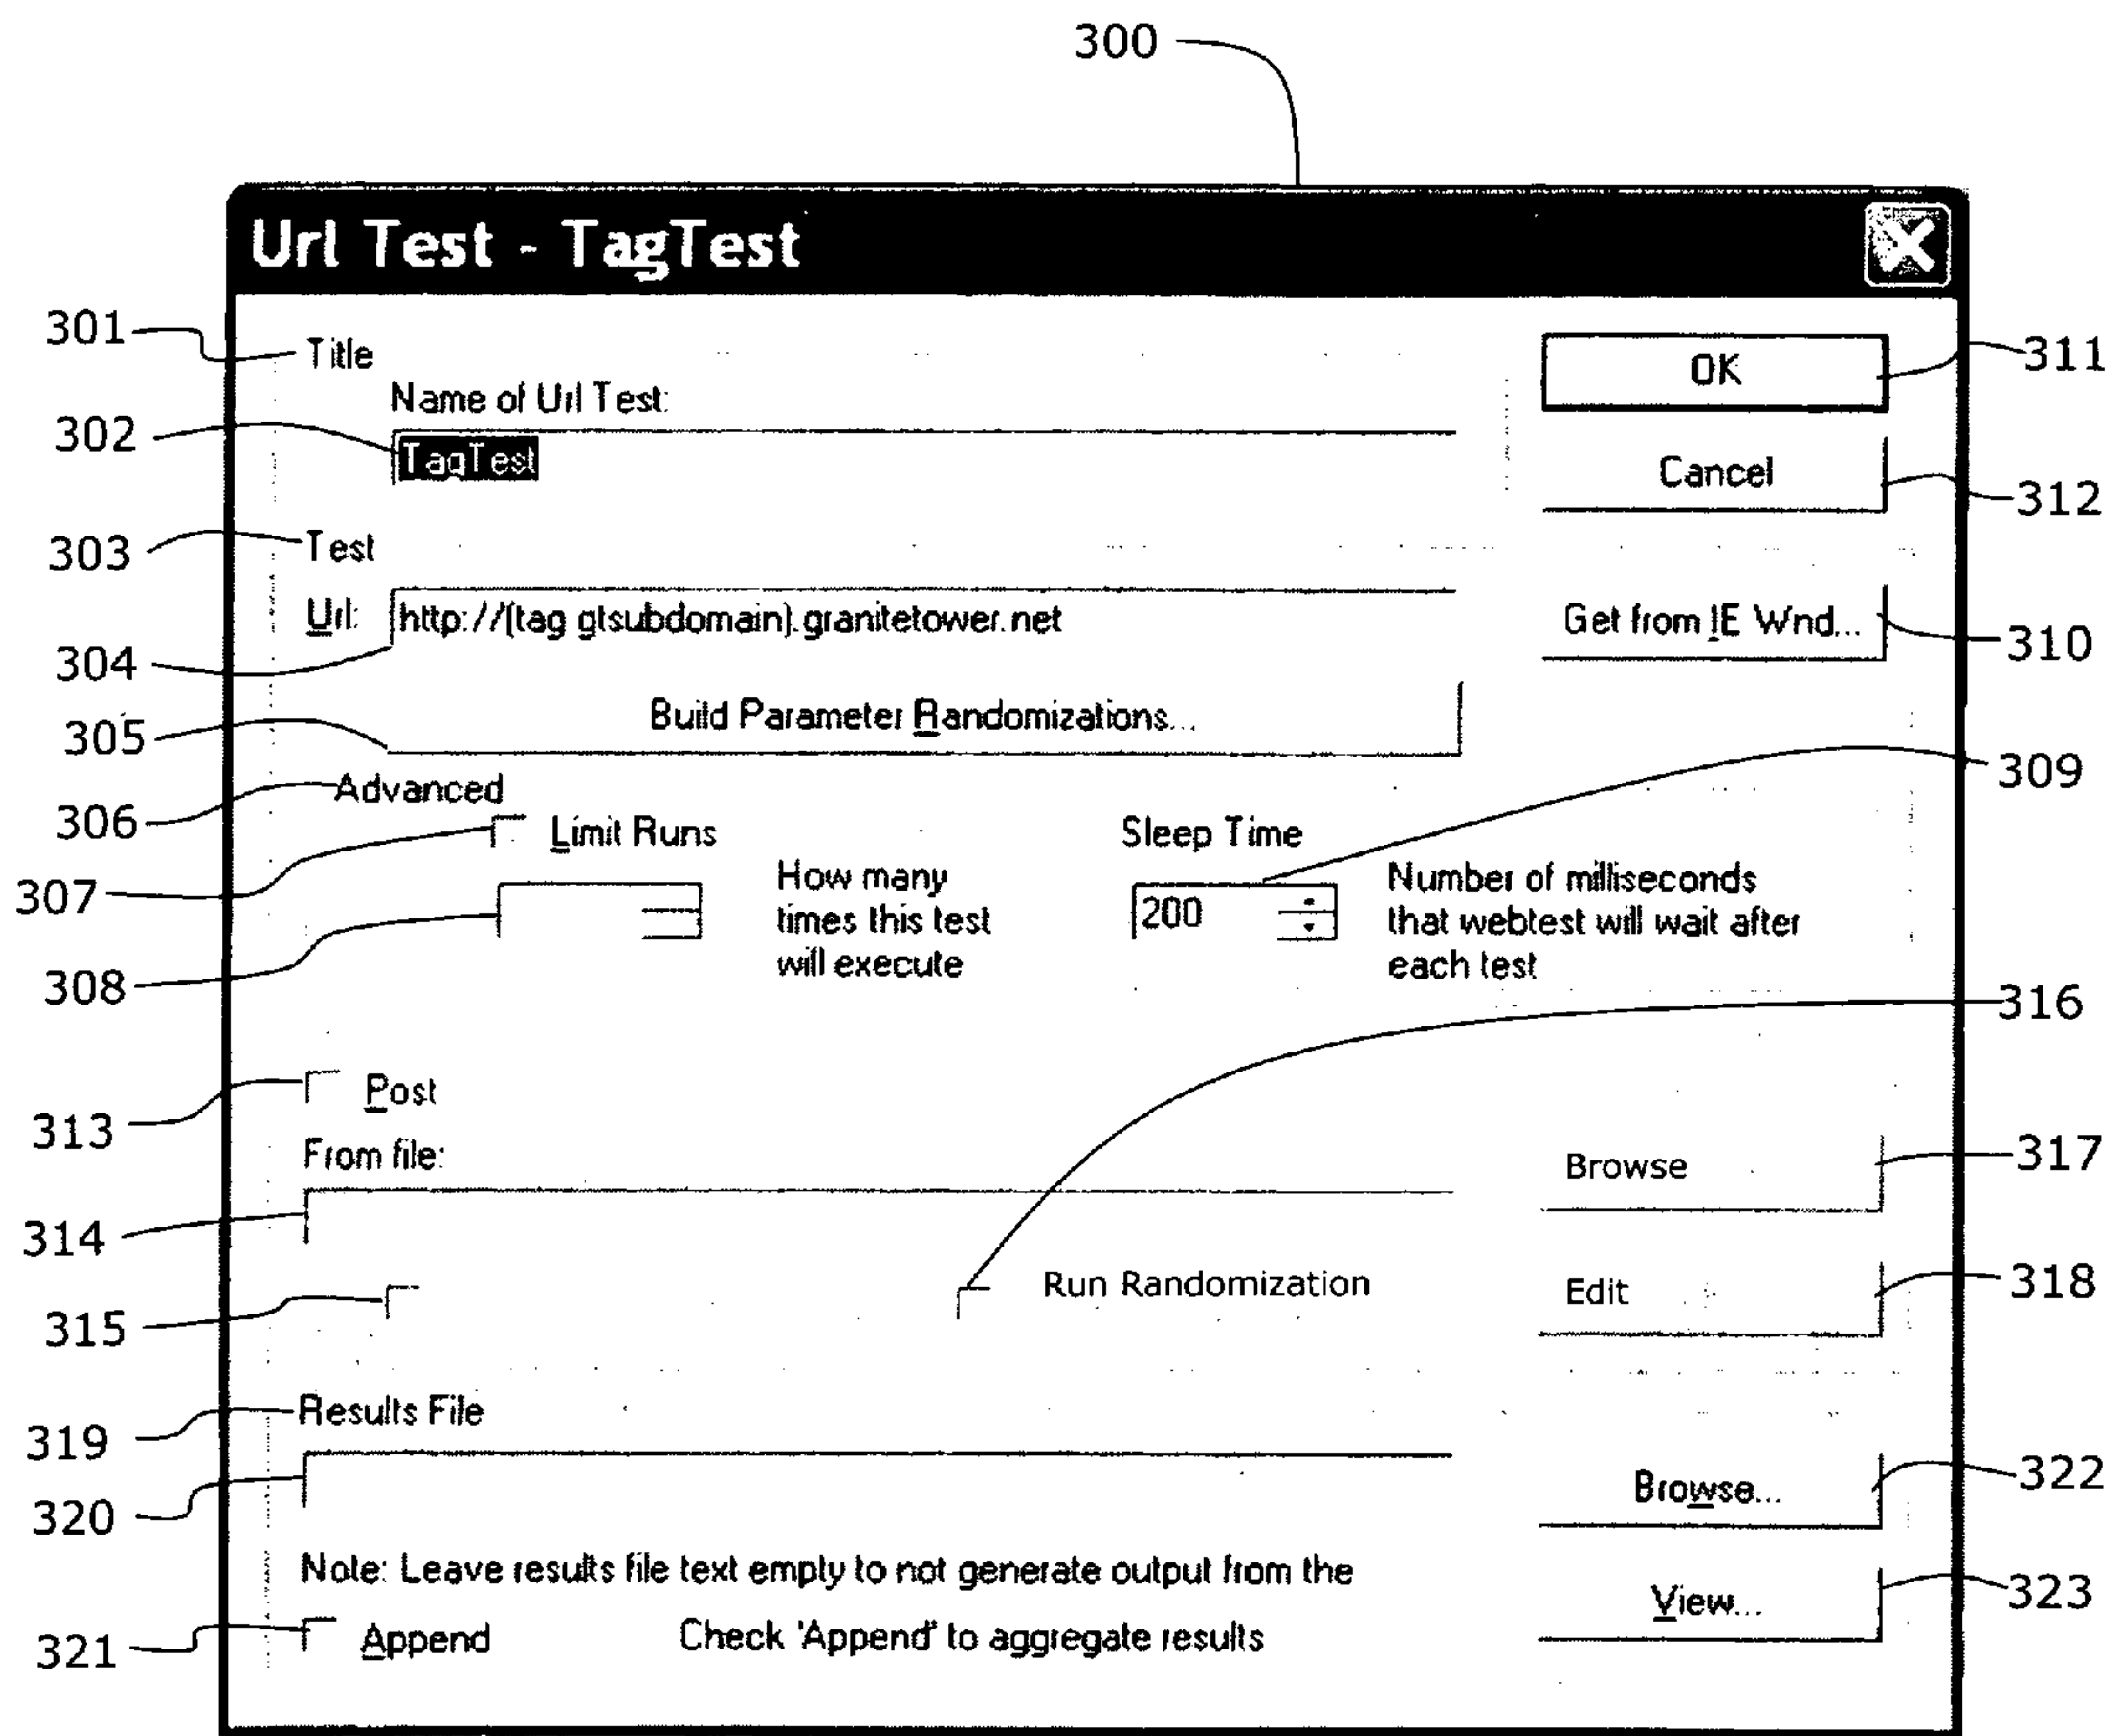 300
Url Test - TagTest
301
Title
OK
311
Name of Url Test:
302
TagTest
Cancel
312
303
Test
Url:
http://(tag gtsubdomain).granitetower.net
Get from IE Wnd...
310
304
305
Build Parameter Randomizations...
309
306
Advanced
Limit Runs
Sleep Time
307
How many
times this test
will execute
200
Number of milliseconds
that webtest will wait after
each test
308
316
313
Post
From file:
Browse
317
314
315
Run Randomization
Edit
318
319
Results File
320
Browse...
322
Note: Leave results file text empty to not generate output from the
View...
323
321
Append
Check 'Append' to aggregate results